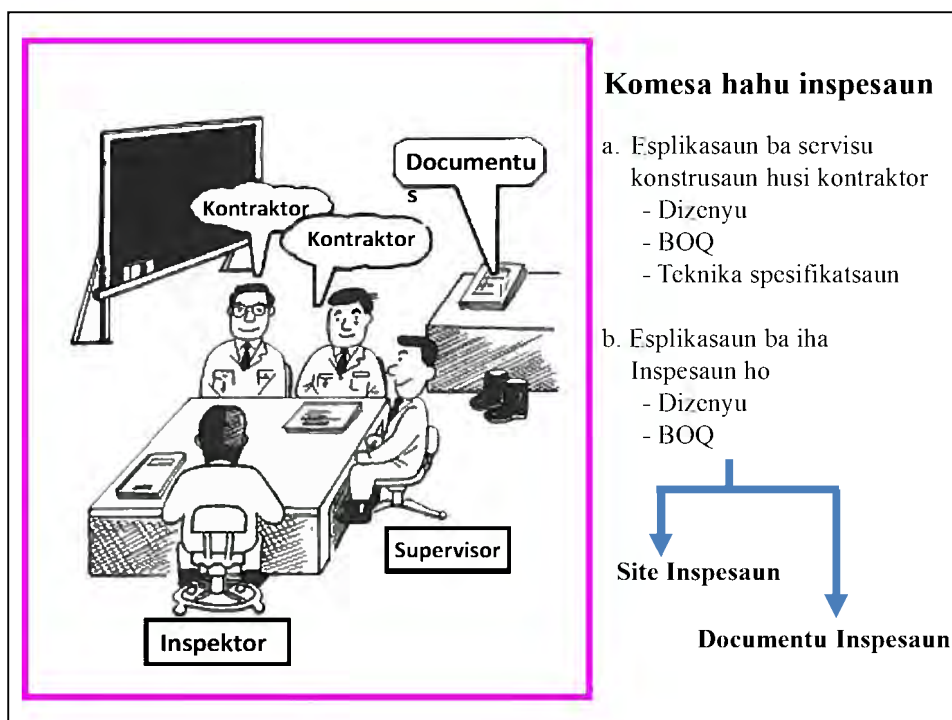 Komesa hahu inspesaun
Documentu
s
Kontraktor
Kontraktor
Supervisor
Inspektor
a. Esplikasaun ba servisu
konstrusaun husi kontraktor
- Dizenyu
- BOQ
- Teknika spesifikatsaun
b. Esplikasaun ba iha
Inspesaun ho
- Dizenyu
- BOQ
Site Inspesaun
Documentu Inspesaun